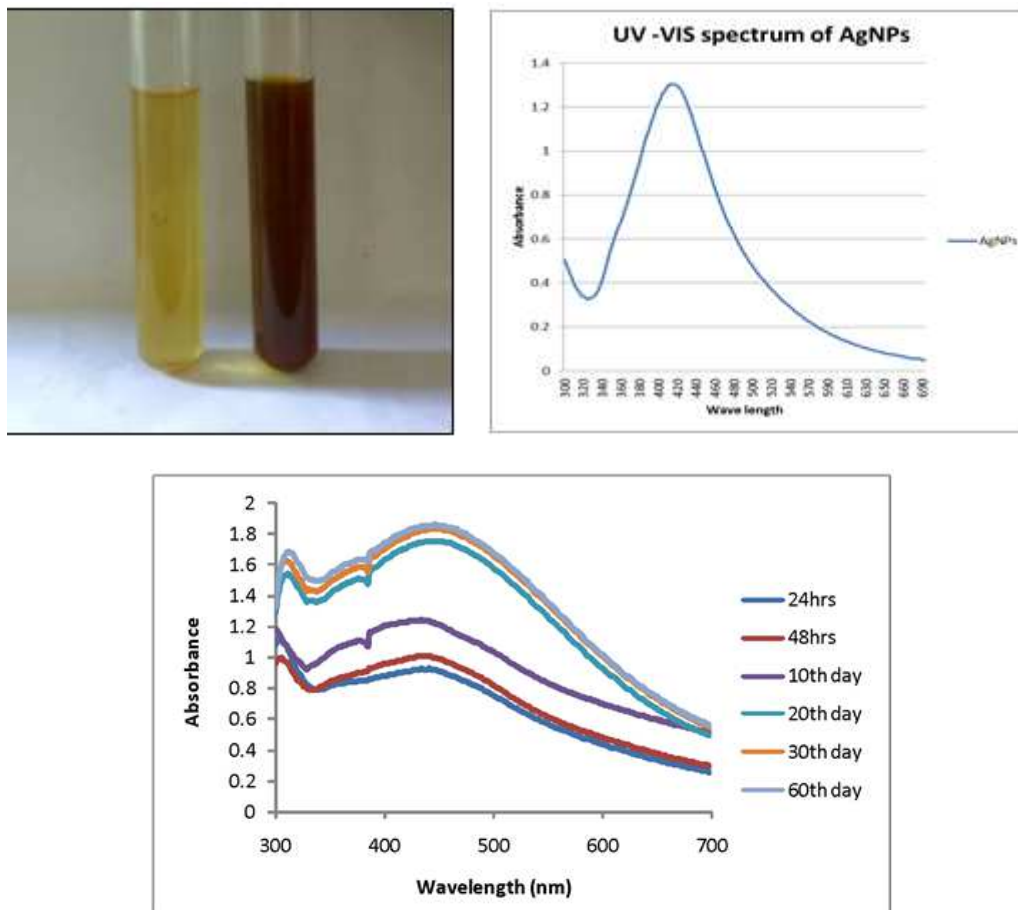 UV -VIS spectrum of AgNPs
1.4
1.2
1
0.8
0.6
0.4
0.2
0
Absorbance
300 320 340 360 380 400 420 440 460 480 500 520 540 570 590 610 630 650 660 690
Wave length
AgNPs
2
1.8
1.6
1.4
1.2
1
0.8
0.6
0.4
0.2
0
Absorbance
300 400 500 600 700
Wavelength (nm)
24hrs
48hrs
10th day
20th day
30th day
60th day